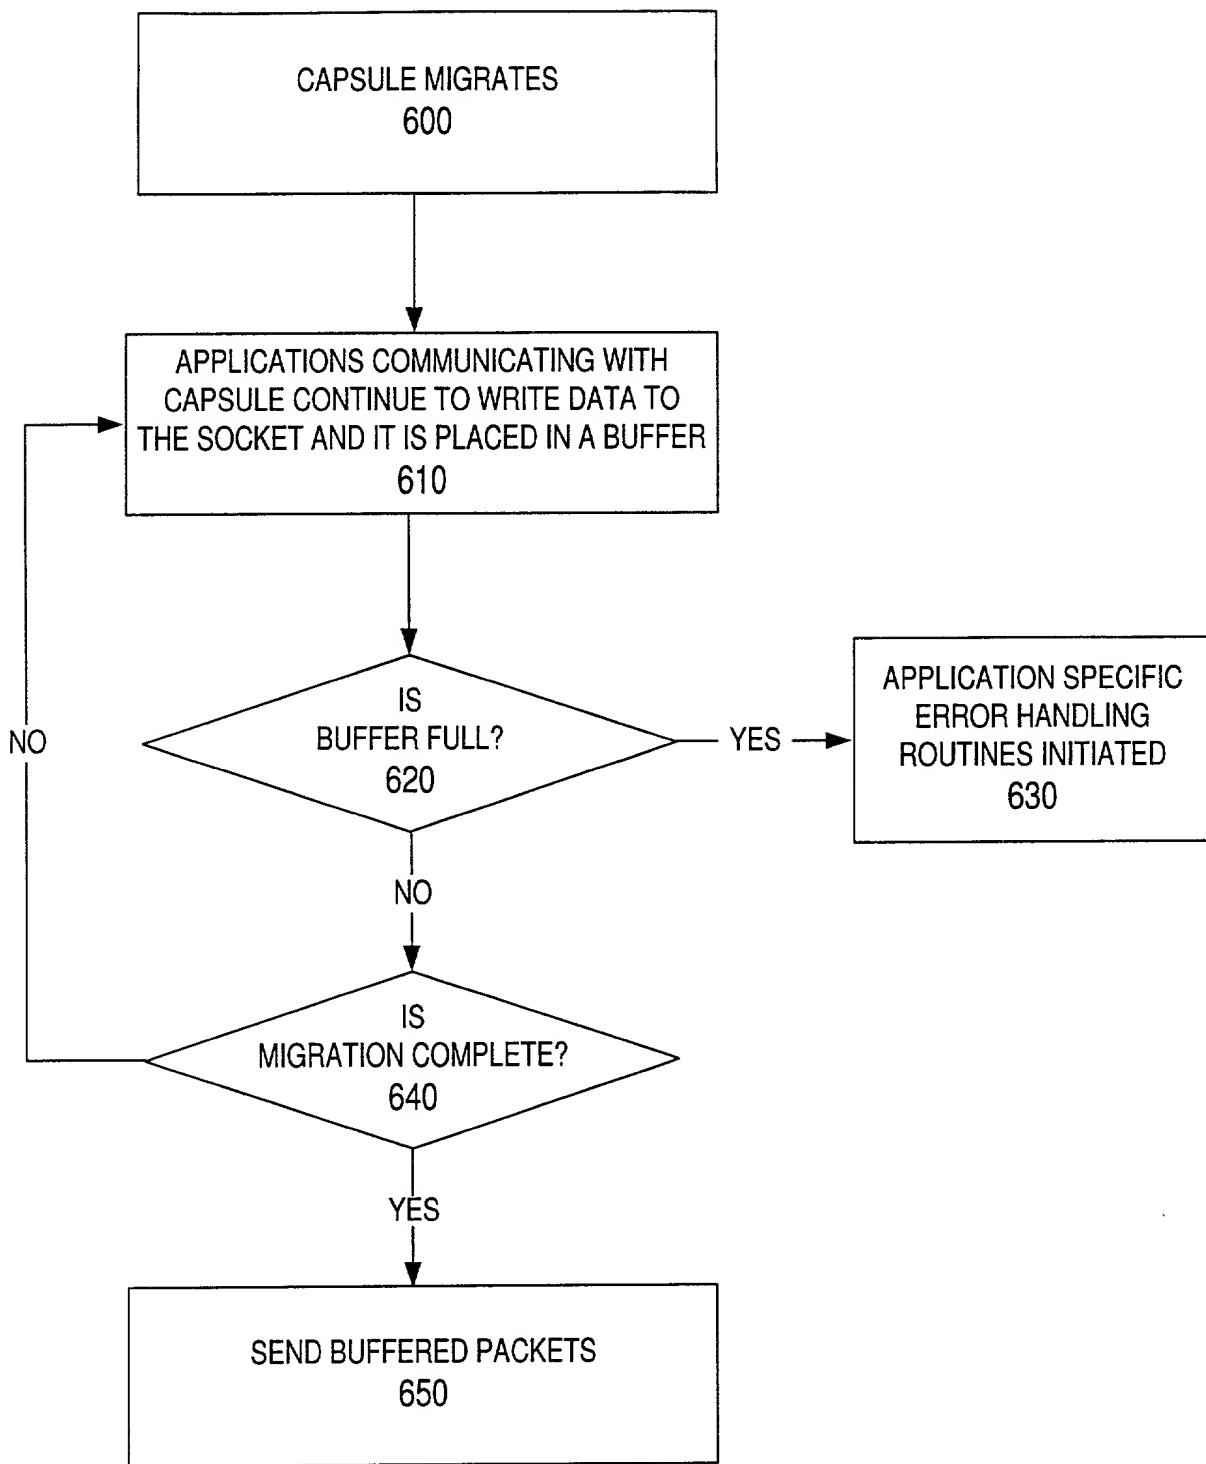 CAPSULE MIGRATES
600
APPLICATIONS COMMUNICATING WITH
CAPSULE CONTINUE TO WRITE DATA TO
THE SOCKET AND IT IS PLACED IN A BUFFER
610
IS
BUFFER FULL?
620
YES
APPLICATION SPECIFIC
ERROR HANDLING
ROUTINES INITIATED
630
NO
NO
IS
MIGRATION COMPLETE?
640
YES
SEND BUFFERED PACKETS
650